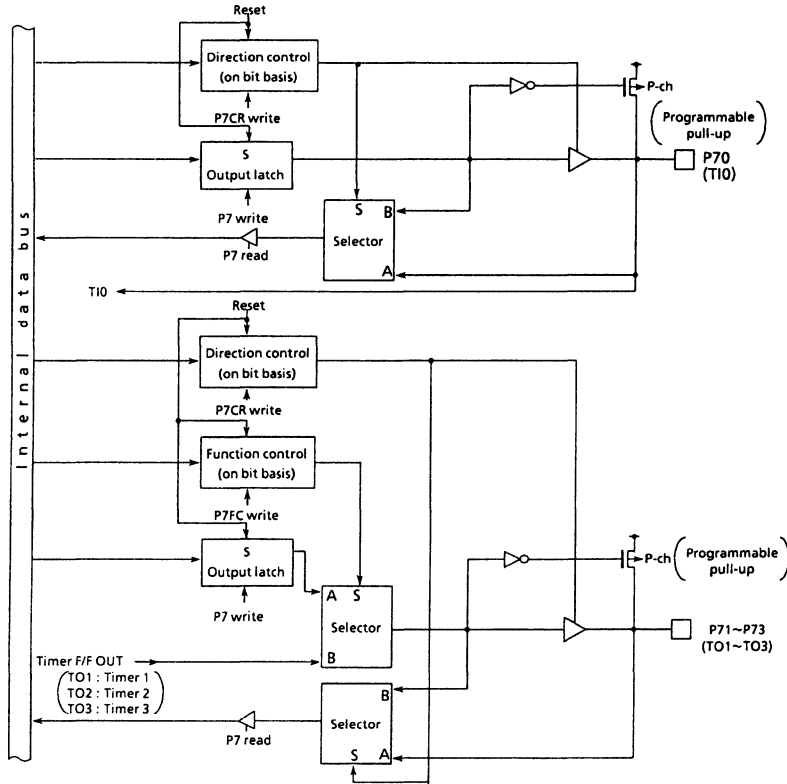 Reset
Direction control
(on bit basis)
P-ch
P7CR write
(Programmable
pull-up)
S
Output latch
P70
(TI0)
P7 write
S
B
Selector
P7 read
A
TI0
Internal data bus
Reset
Direction control
(on bit basis)
P7CR write
Function control
(on bit basis)
P7FC write
S
Output latch
P-ch
(Programmable
pull-up)
P7 write
A S
Selector
B
P71~P73
(TO1~TO3)
Timer F/F OUT
(TO1 : Timer 1
TO2 : Timer 2
TO3 : Timer 3)
B
Selector
P7 read
S A